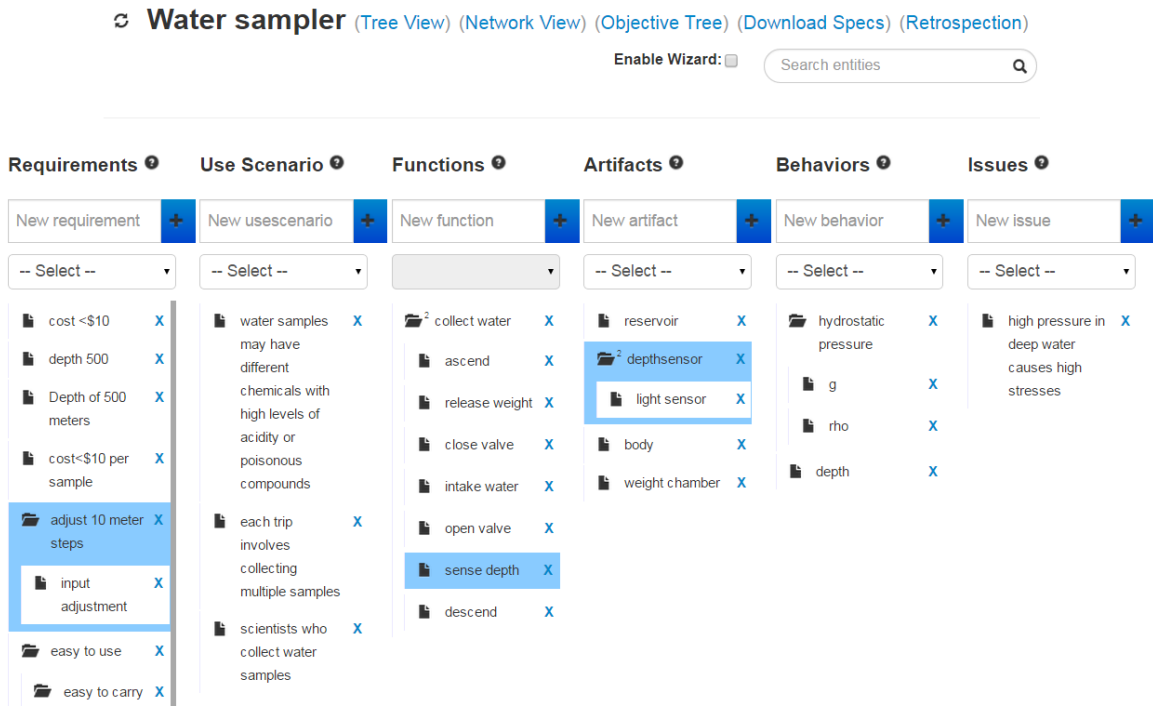 Water sampler (Tree View) (Network View) (Objective Tree) (Download Specs) (Retrospection)
Enable Wizard:
Search entities
Requirements ?
New requirement +
-- Select --
cost <$10 X
depth 500 X
Depth of 500 X
meters
cost<$10 per X
sample
adjust 10 meter X
steps
input X
adjustment
easy to use X
easy to carry X
Use Scenario ?
New usescenario +
-- Select --
water samples X
may have
different
chemicals with
high levels of
acidity or
poisonous
compounds
each trip X
involves
collecting
multiple samples
scientists who X
collect water
samples
Functions ?
New function +
2 collect water X
ascend X
release weight X
close valve X
intake water X
open valve X
sense depth X
descend X
Artifacts ?
New artifact +
-- Select --
reservoir X
2 depthsensor X
light sensor X
body X
weight chamber X
Behaviors ?
New behavior +
-- Select --
hydrostatic X
pressure
g X
rho X
depth X
Issues ?
New issue +
-- Select --
high pressure in X
deep water
causes high
stresses